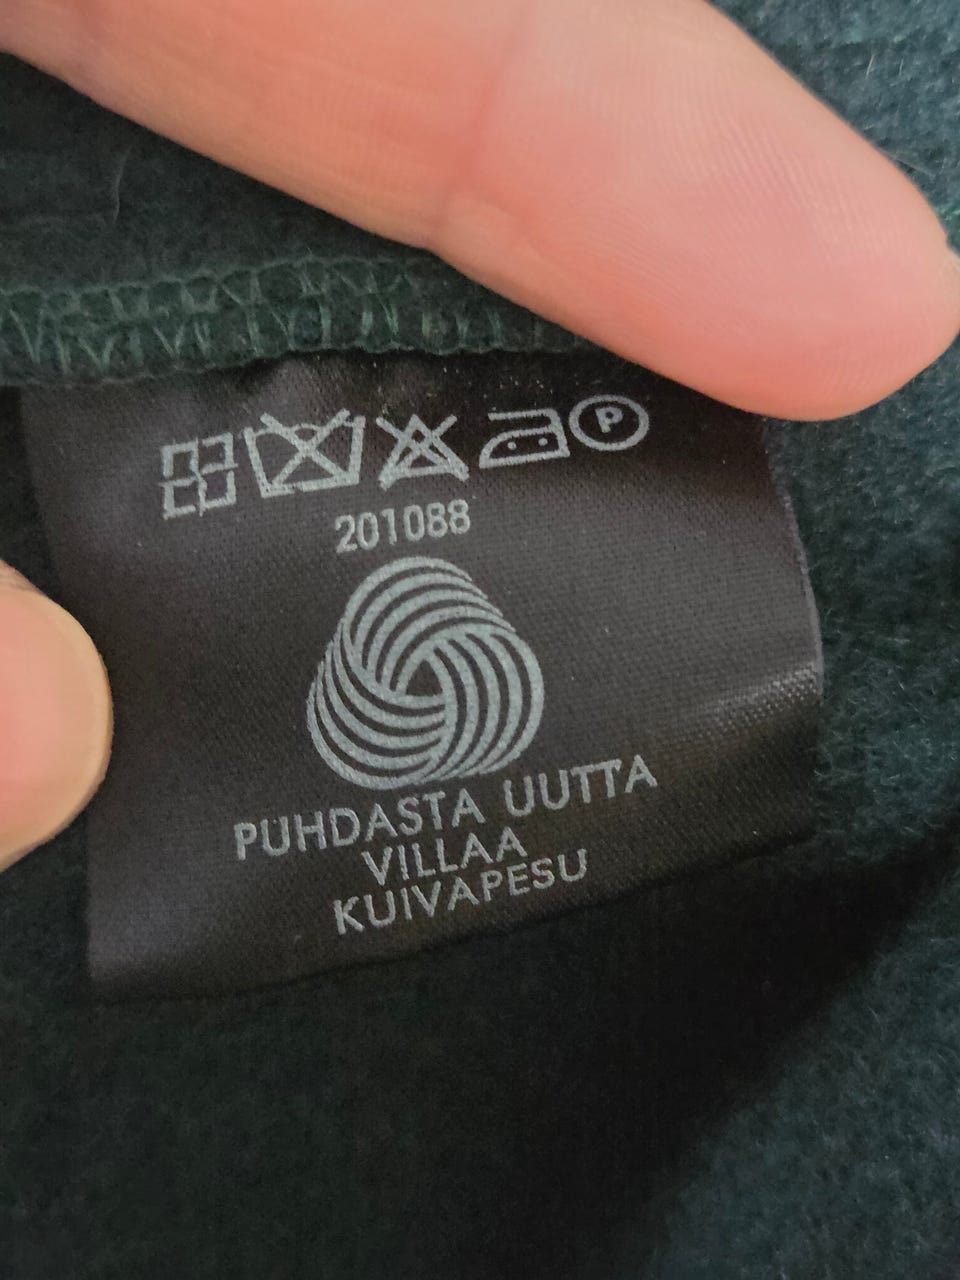 P
201088
PUHDASTA UUTTA
VILLAA
KUIVAPESU